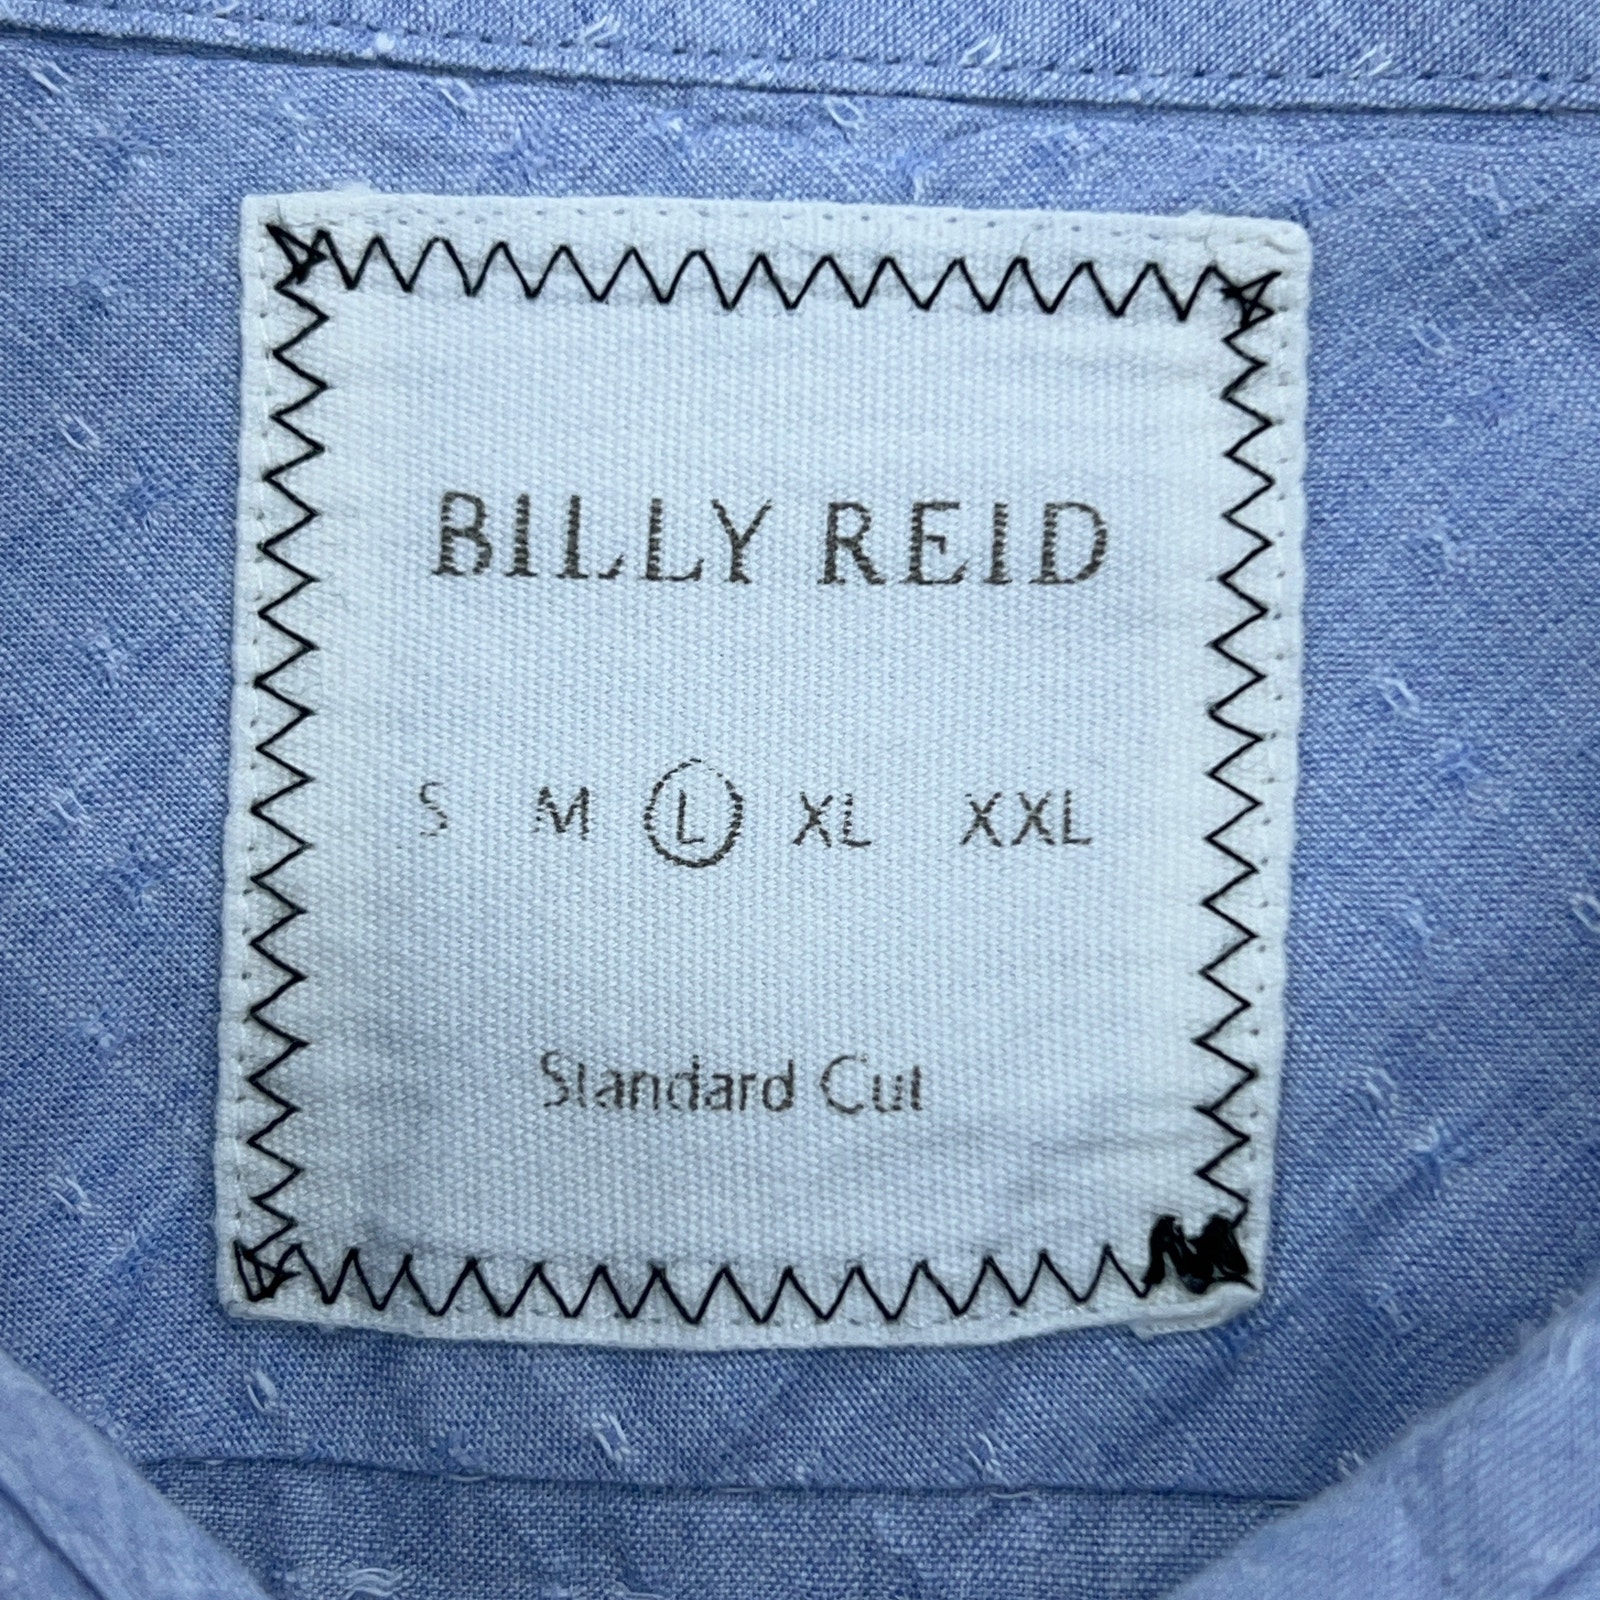 BILLY REID
S M L XL XXL
Standard Cut